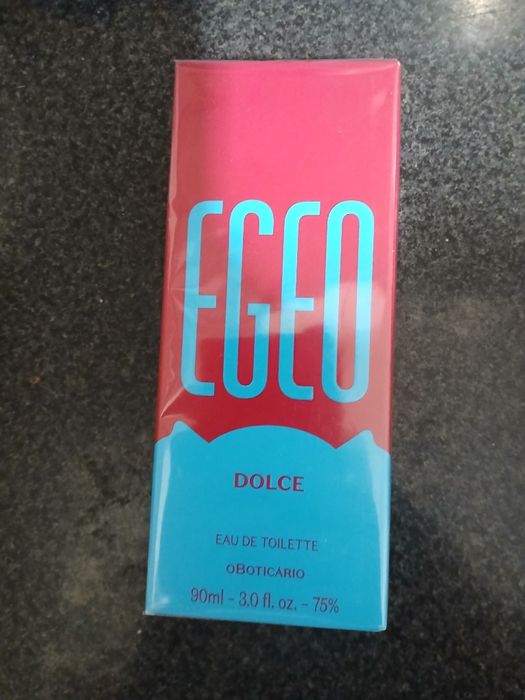 EGEO
DOLCE
EAU DE TOILETTE
oBOTICÁRIO
90ml - 3.0 fl. oz. - 75%